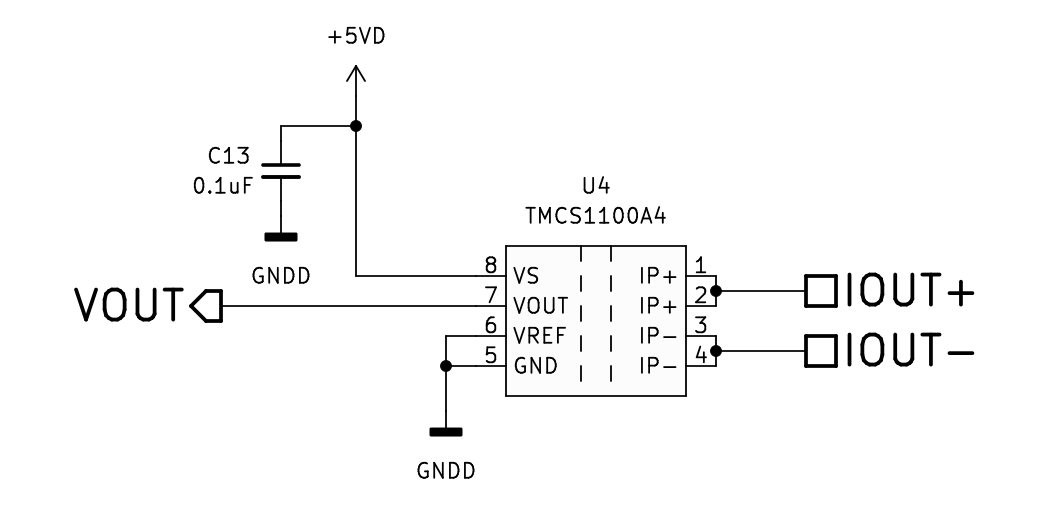 +5VD
C13
0.1uF
GNDD
U4
TMCS1100A4
8 VS IP+ 1
VOUT 7 VOUT IP+ 2 IOUT+
6 VREF IP- 3
5 GND IP- 4 IOUT-
GNDD